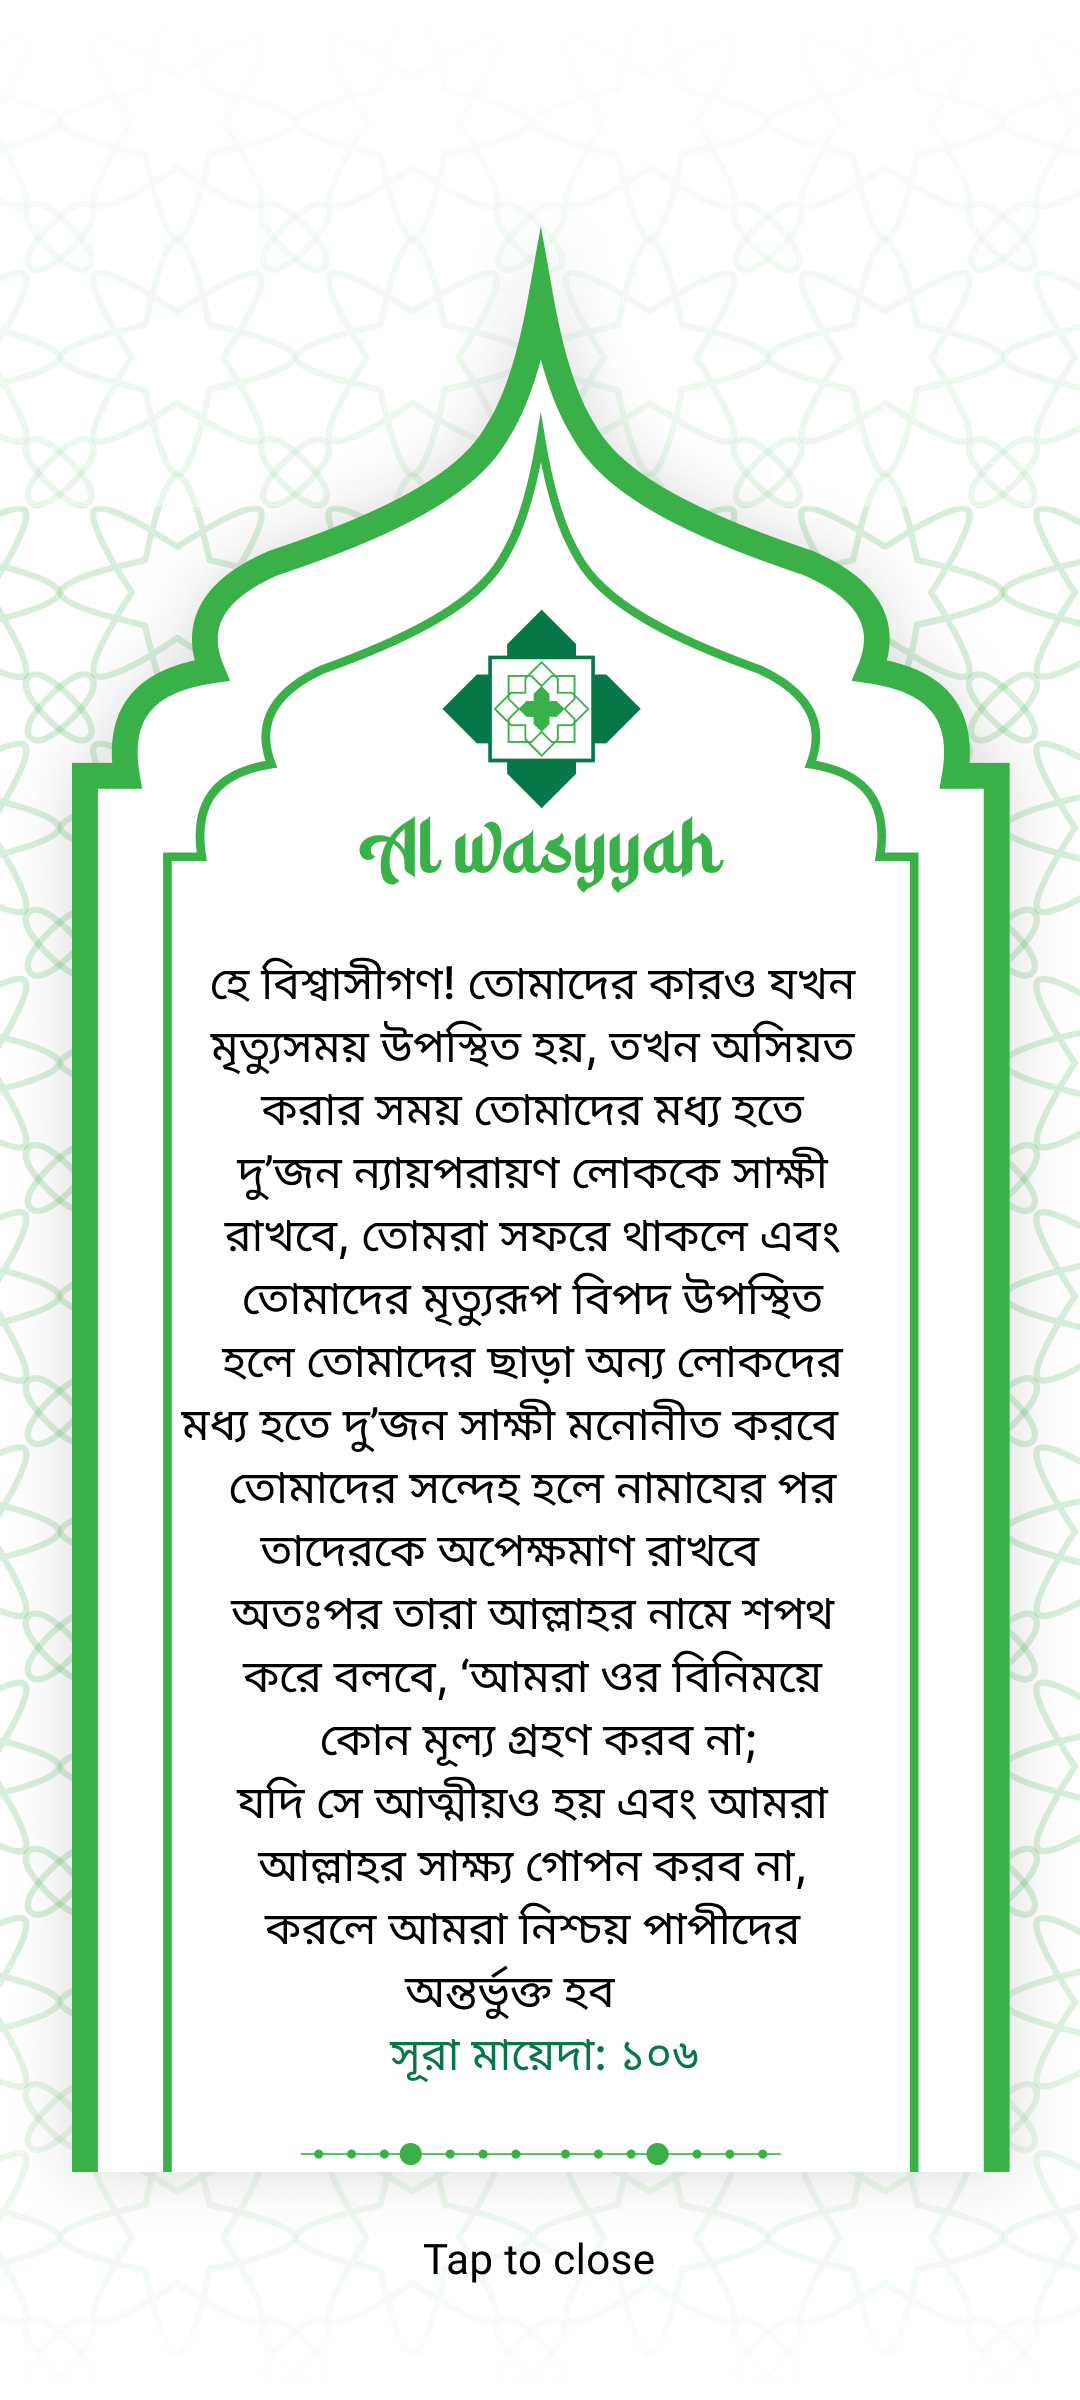 Al wasyyah
হে বিশ্বাসীগণ! তোমাদের কারও যখন
মৃত্যুসময় উপস্থিত হয়, তখন অসিয়ত
করার সময় তোমাদের মধ্য হতে
দু’জন ন্যায়পরায়ণ লোককে সাক্ষী
রাখবে, তোমরা সফরে থাকলে এবং
তোমাদের মৃত্যুরূপ বিপদ উপস্থিত
হলে তোমাদের ছাড়া অন্য লোকদের
মধ্য হতে দু’জন সাক্ষী মনোনীত করবে
তোমাদের সন্দেহ হলে নামাযের পর
তাদেরকে অপেক্ষমাণ রাখবে
অতঃপর তারা আল্লাহর নামে শপথ
করে বলবে, ‘আমরা ওর বিনিময়ে
কোন মূল্য গ্রহণ করব না;
যদি সে আত্মীয়ও হয় এবং আমরা
আল্লাহর সাক্ষ্য গোপন করব না,
করলে আমরা নিশ্চয় পাপীদের
অন্তর্ভুক্ত হব
সূরা মায়েদা: ১০৬
Tap to close